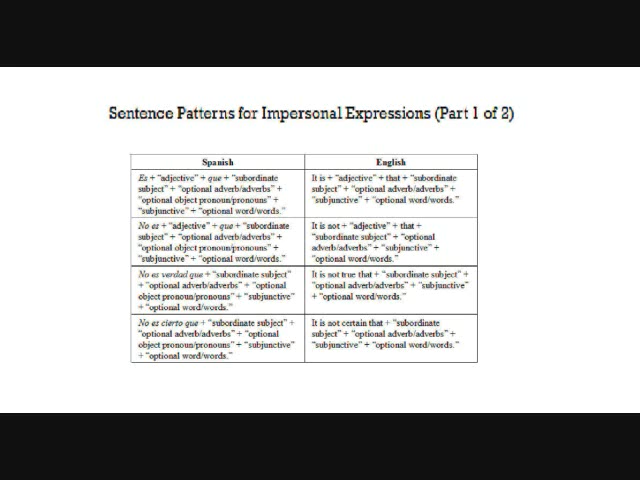 Sentence Patterns for Impersonal Expressions (Part 1 of 2)
Spanish
English
Es + “adjective” + que + “subordinate
subject” + “optional adverb/adverbs” +
“optional object pronoun/pronouns” +
“subjunctive” + “optional word/words.”
It is + “adjective” + that + “subordinate
subject” + “optional adverb/adverbs” +
“subjunctive” + “optional word/words.”
No es + “adjective” + que + “subordinate
subject” + “optional adverb/adverbs” +
“optional object pronoun/pronouns” +
“subjunctive” + “optional word/words.”
It is not + “adjective” + that +
“subordinate subject” + “optional
adverb/adverbs” + “subjunctive” +
“optional word/words.”
No es verdad que + “subordinate subject”
+ “optional adverb/adverbs” + “optional
object pronoun/pronouns” + “subjunctive”
+ “optional word/words.”
It is not true that + “subordinate subject” +
“optional adverb/adverbs” + “subjunctive”
+ “optional word/words.”
No es cierto que + “subordinate subject” +
“optional adverb/adverbs” + “optional
object pronoun/pronouns” + “subjunctive”
+ “optional word/words.”
It is not certain that + “subordinate
subject” + “optional adverb/adverbs” +
“subjunctive” + “optional word/words.”